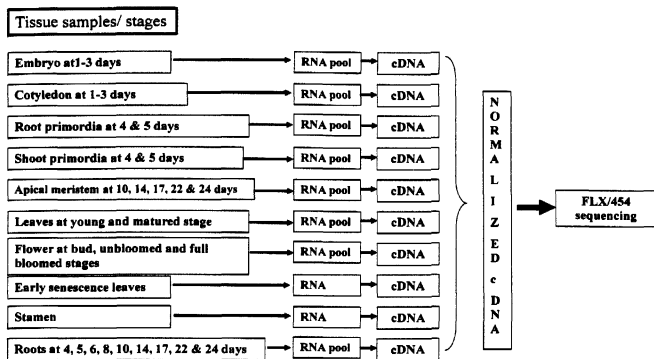 Tissue samples/ stages
Embryo at1-3 days RNA pool cDNA
Cotyledon at 1-3 days RNA pool cDNA
Root primordia at 4 & 5 days RNA pool cDNA
Shoot primordia at 4 & 5 days RNA pool cDNA
Apical meristem at 10, 14, 17, 22 & 24 days RNA pool cDNA
Leaves at young and matured stage RNA pool cDNA
Flower at bud, unbloomed and full
bloomed stages
RNA pool cDNA
Early senescence leaves RNA cDNA
Stamen RNA cDNA
Roots at 4, 5, 6, 8, 10, 14, 17, 22 & 24 days RNA pool cDNA
NORMALIZED cDNA
FLX/454
sequencing